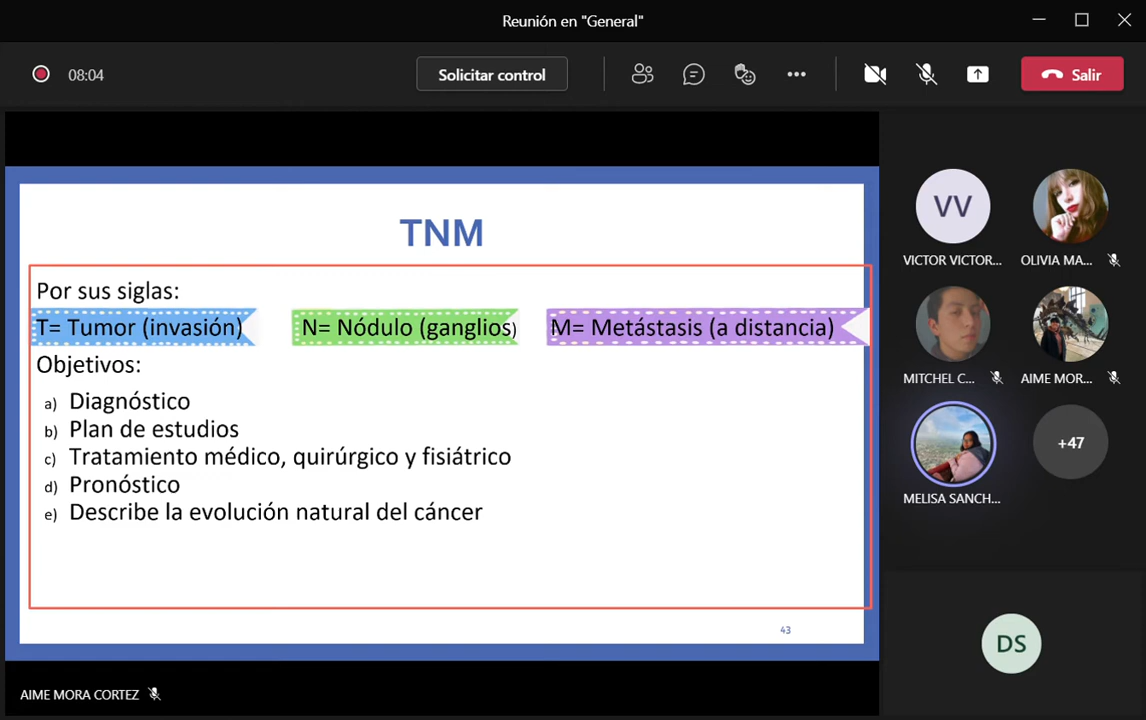 Reunión en "General"
08:04
Solicitar control
Salir
TNM
Por sus siglas:
T= Tumor (invasión)
N= Nódulo (ganglios)
M= Metástasis (a distancia)
Objetivos:
a) Diagnóstico
b) Plan de estudios
c) Tratamiento médico, quirúrgico y fisiátrico
d) Pronóstico
e) Describe la evolución natural del cáncer
43
AIME MORA CORTEZ
VV
VICTOR VICTOR...
OLIVIA MA...
MITCHEL C...
AIME MOR...
MELISA SANCH...
+47
DS